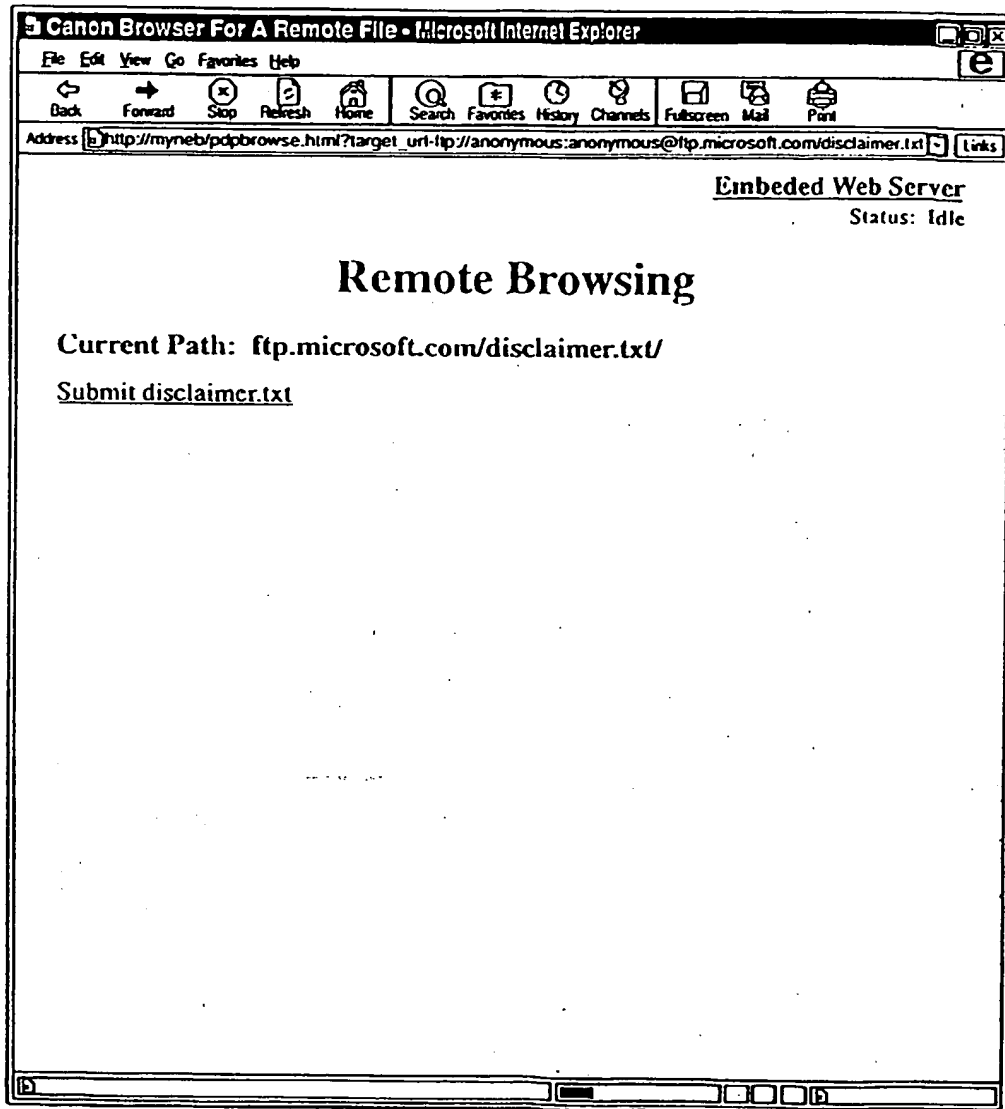 Canon Browser For A Remote File - Microsoft Internet Explorer
File Edit View Go Favorites Help
Back Forward Stop Refresh Home Search Favorites History Channels Fullscreen Mail Print
Address http://myneb/pdpbrowse.html?target_url-ftp://anonymous:anonymous@ftp.microsoft.com/disclaimer.txt Links
Embeded Web Server
Status: Idle
Remote Browsing
Current Path: ftp.microsoft.com/disclaimer.txt/
Submit disclaimer.txt